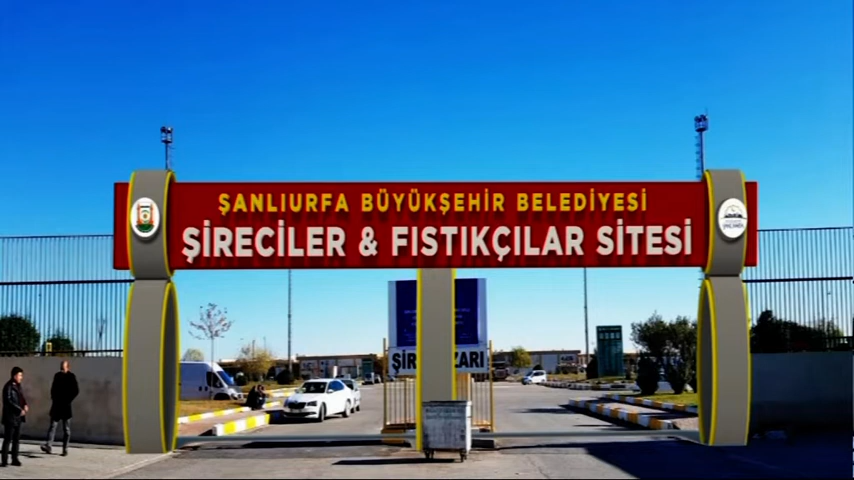 ŞANLIURFA BÜYÜKŞEHİR BELEDİYESİ
ŞİRECİLER & FISTIKÇILAR SİTESİ